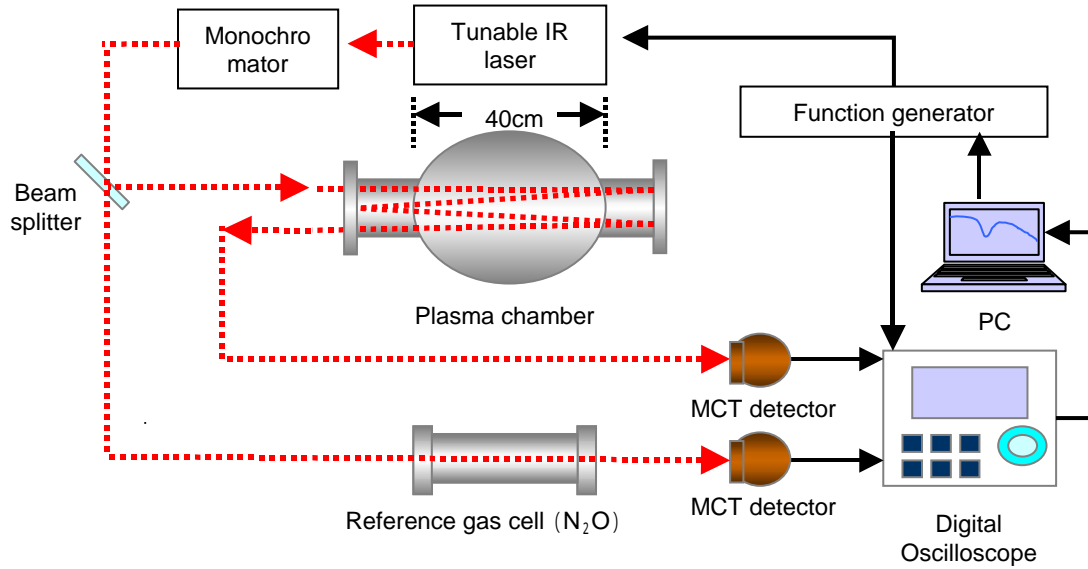 Monochro
mator
Tunable IR
laser
40cm
Function generator
Beam
splitter
Plasma chamber
PC
MCT detector
MCT detector
Reference gas cell (N₂O)
Digital
Oscilloscope